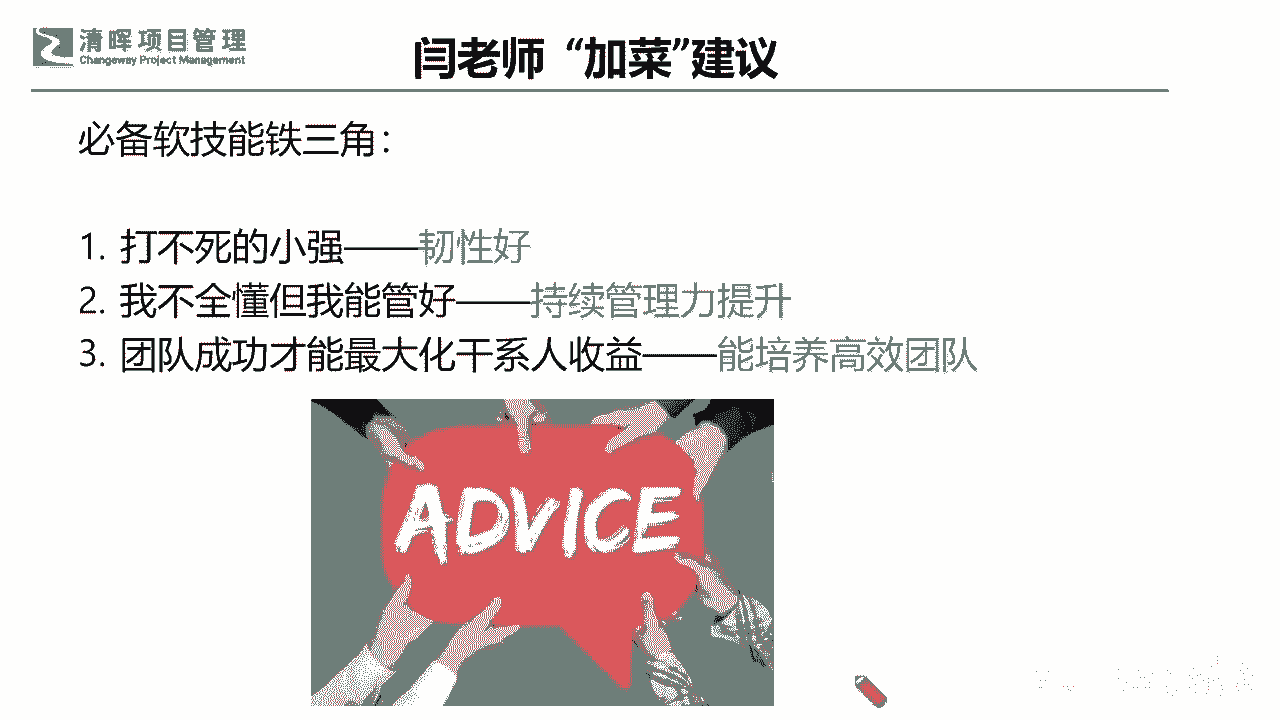 清晖项目管理
Changeway Project Management
闫老师 “加菜”建议
必备软技能铁三角：
1. 打不死的小强——韧性好
2. 我不全懂但我能管好——持续管理力提升
3. 团队成功才能最大化干系人收益——能培养高效团队
ADVICE